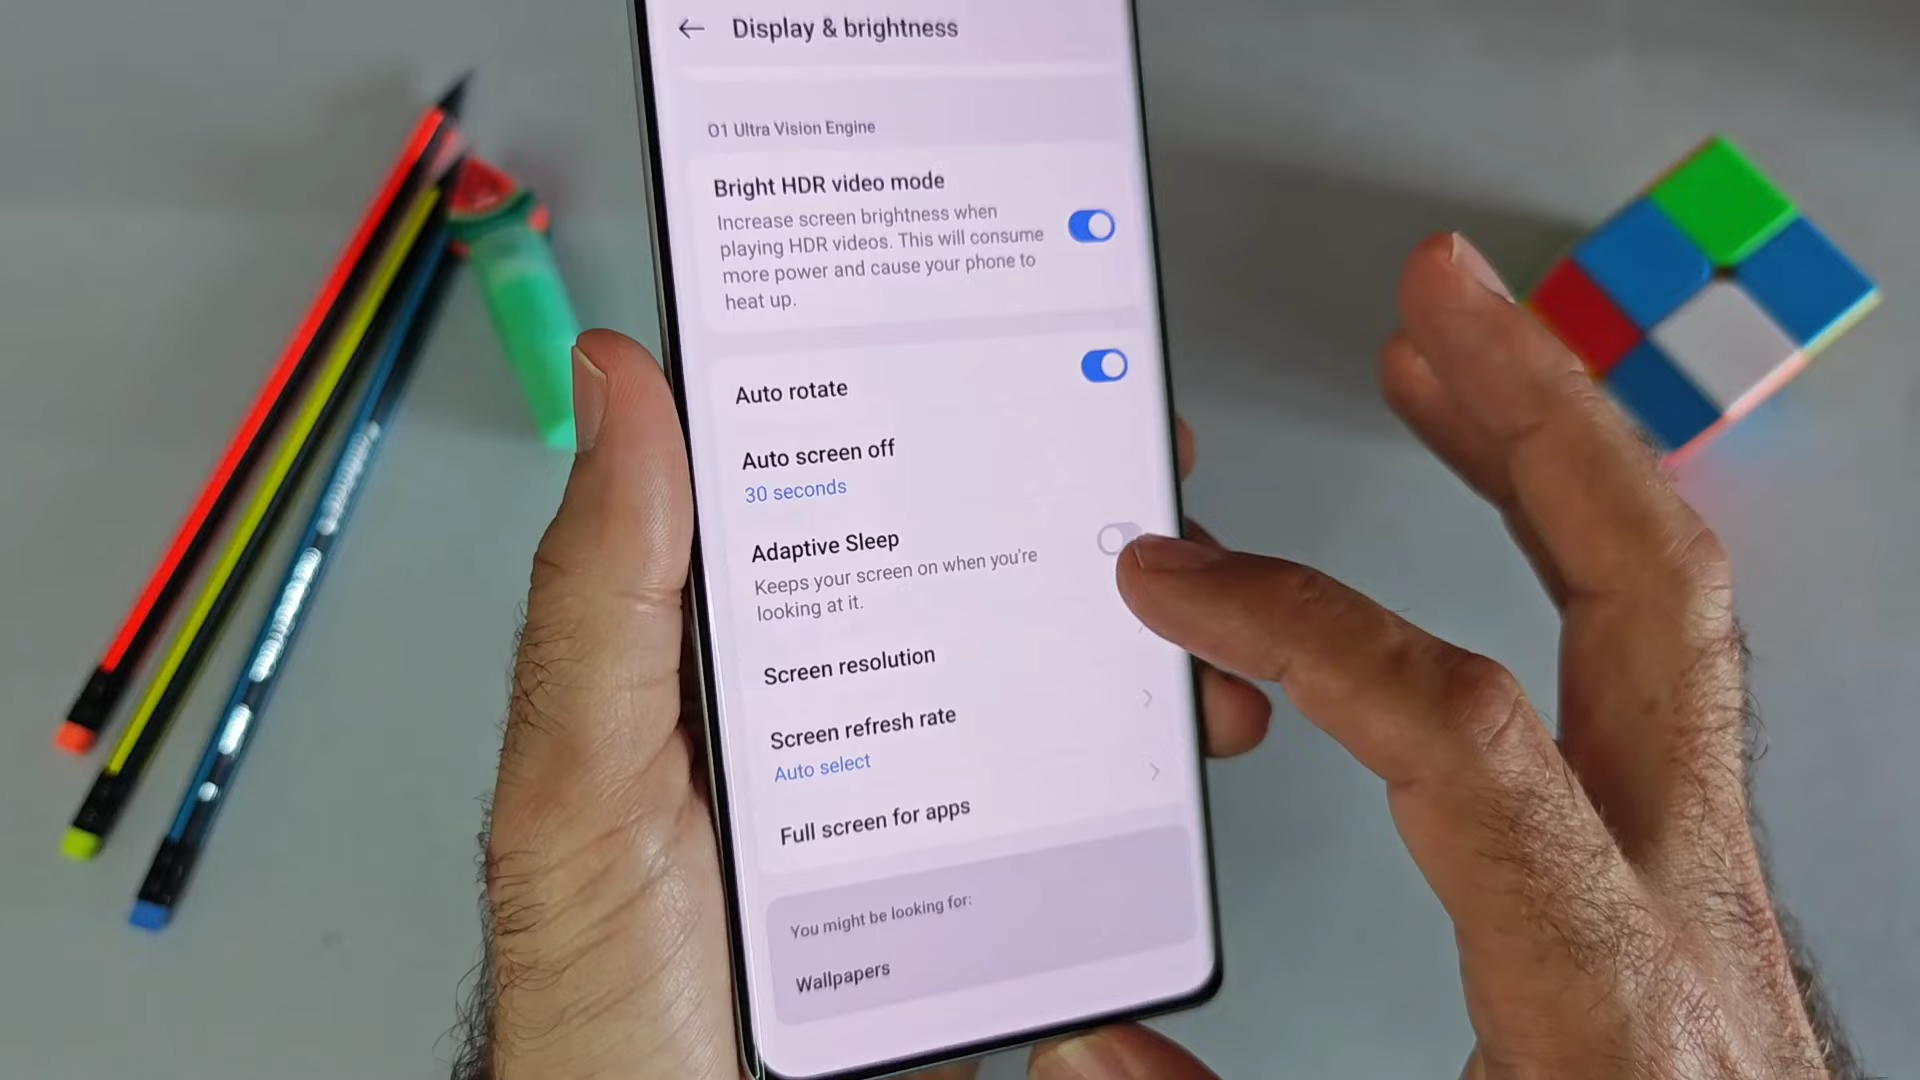 Display & brightness
O1 Ultra Vision Engine
Bright HDR video mode
Increase screen brightness when
playing HDR videos. This will consume
more power and cause your phone to
heat up.
Auto rotate
Auto screen off
30 seconds
Adaptive Sleep
Keeps your screen on when you're
looking at it.
Screen resolution
Screen refresh rate
Auto select
Full screen for apps
You might be looking for:
Wallpapers